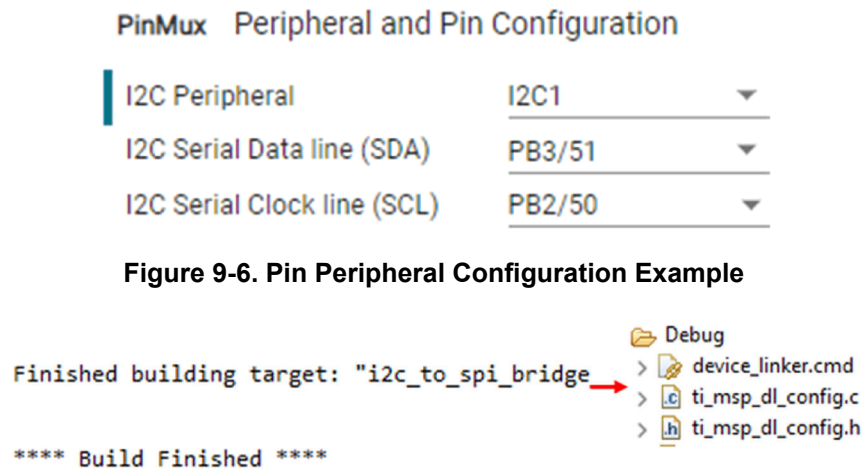 PinMux Peripheral and Pin Configuration
I2C Peripheral I2C1
I2C Serial Data line (SDA) PB3/51
I2C Serial Clock line (SCL) PB2/50
Figure 9-6. Pin Peripheral Configuration Example
Debug
Finished building target: "i2c_to_spi_bridge
device_linker.cmd
.c ti_msp_dl_config.c
.h ti_msp_dl_config.h
**** Build Finished ****